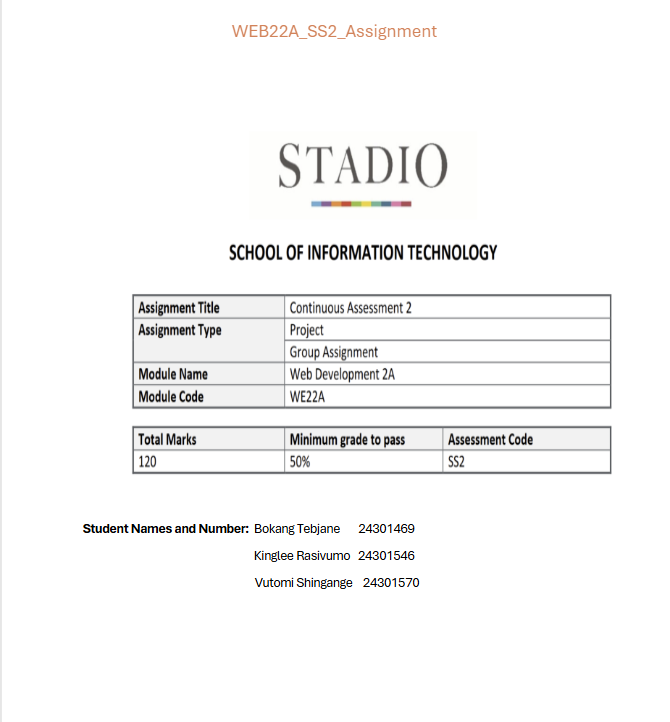 WEB22A_SS2_Assignment
STADIO
SCHOOL OF INFORMATION TECHNOLOGY
Assignment Title Continuous Assessment 2
Assignment Type Project
Group Assignment
Module Name Web Development 2A
Module Code WE22A
Total Marks Minimum grade to pass Assessment Code
120 50% SS2
Student Names and Number: Bokang Tebjane 24301469
Kinglee Rasivumo 24301546
Vutomi Shingange 24301570